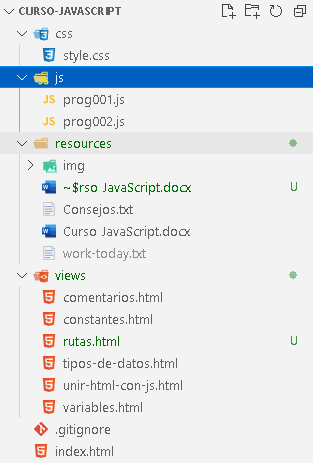 CURSO-JAVASCRIPT
css
style.css
js
JS prog001.js
JS prog002.js
resources
img
~$rso JavaScript.docx U
Consejos.txt
Curso JavaScript.docx
work-today.txt
views
comentarios.html
constantes.html
rutas.html U
tipos-de-datos.html
unir-html-con-js.html
variables.html
.gitignore
index.html